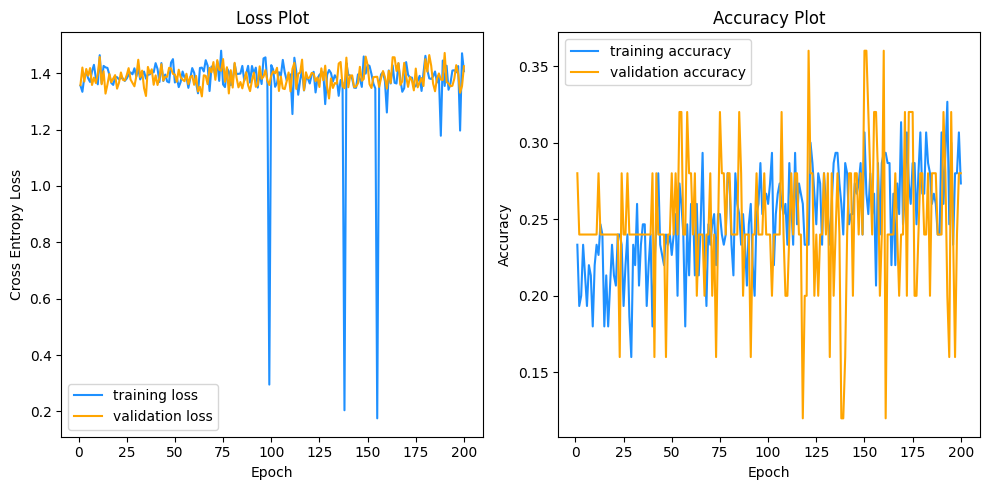 Loss Plot
Cross Entropy Loss
1.4
1.2
1.0
0.8
0.6
0.4
0.2
training loss
validation loss
0 25 50 75 100 125 150 175 200
Epoch
Accuracy Plot
Accuracy
0.35
0.30
0.25
0.20
0.15
training accuracy
validation accuracy
0 25 50 75 100 125 150 175 200
Epoch